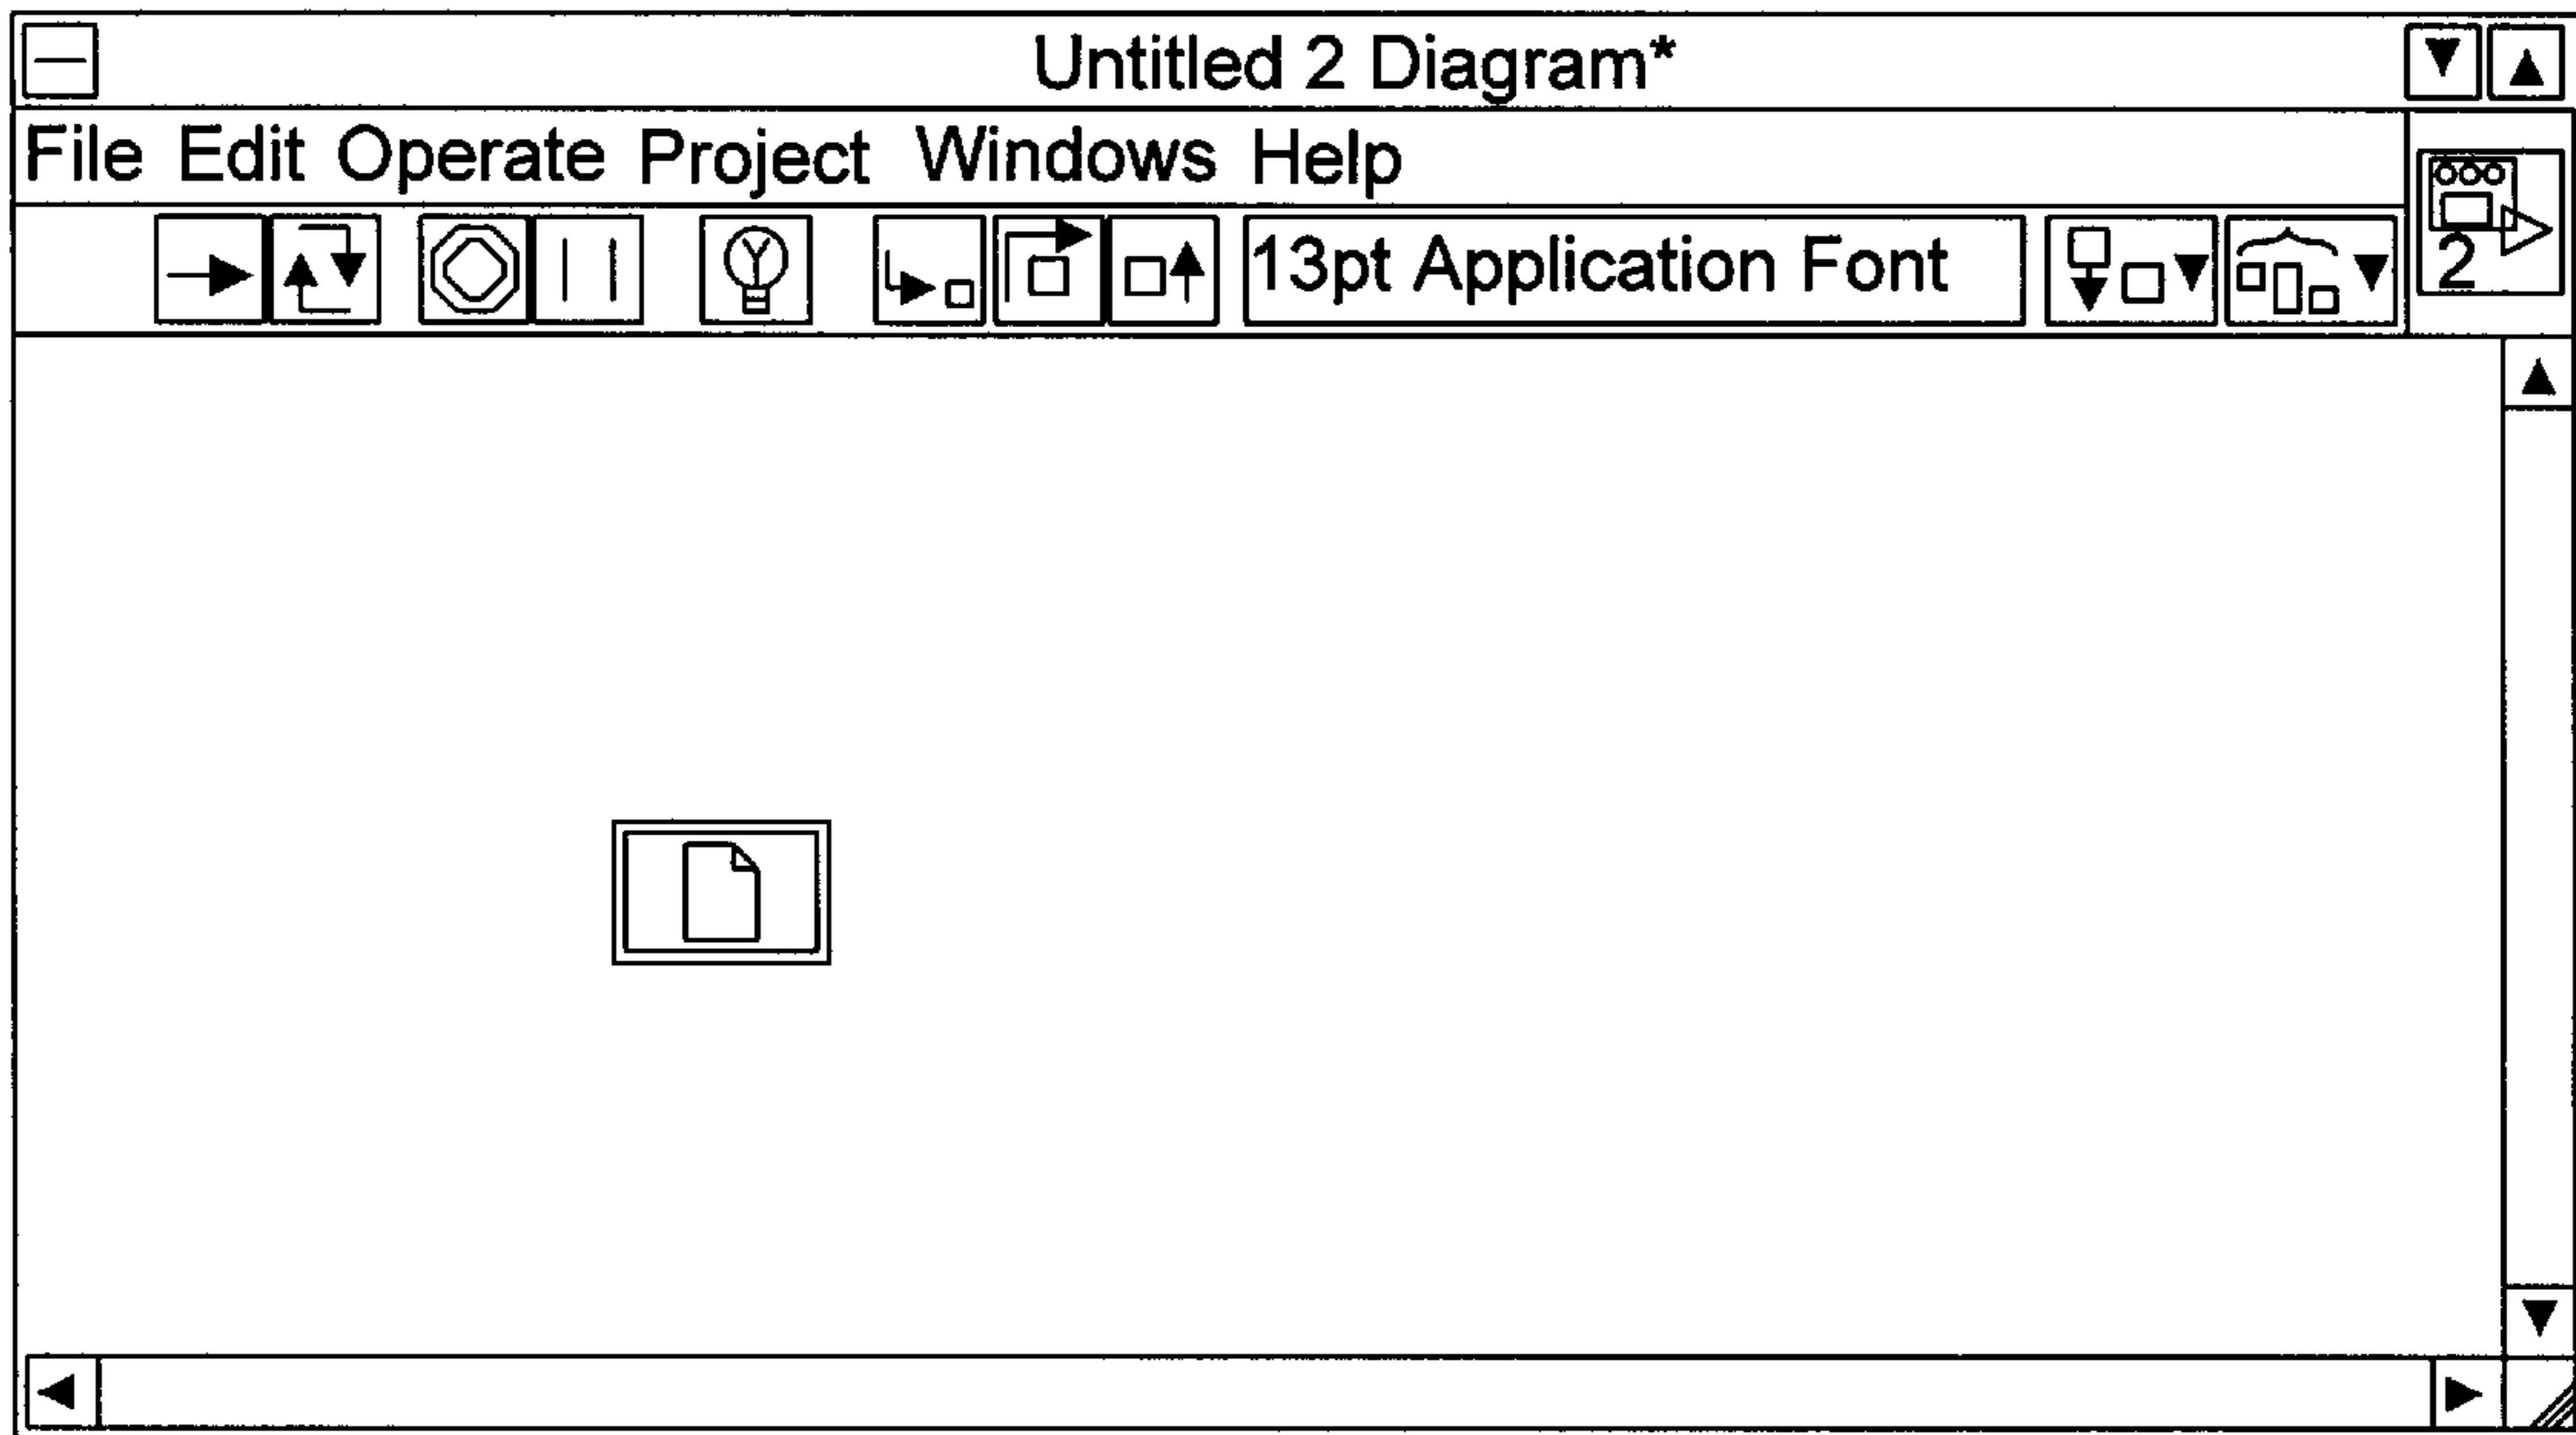 Untitled 2 Diagram*
File Edit Operate Project Windows Help
13pt Application Font
2